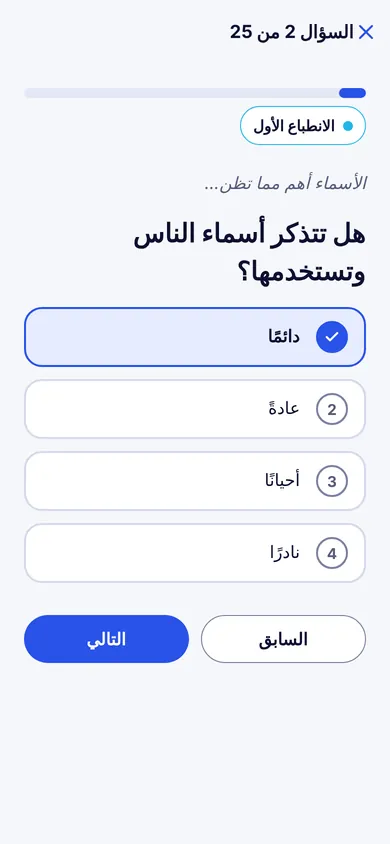 السؤال 2 من 25
الانطباع الأول
الأسماء أهم مما تظن...
هل تتذكر أسماء الناس
وتستخدمها؟
دائمًا
2 عادةً
3 أحيانًا
4 نادرًا
السابق
التالي